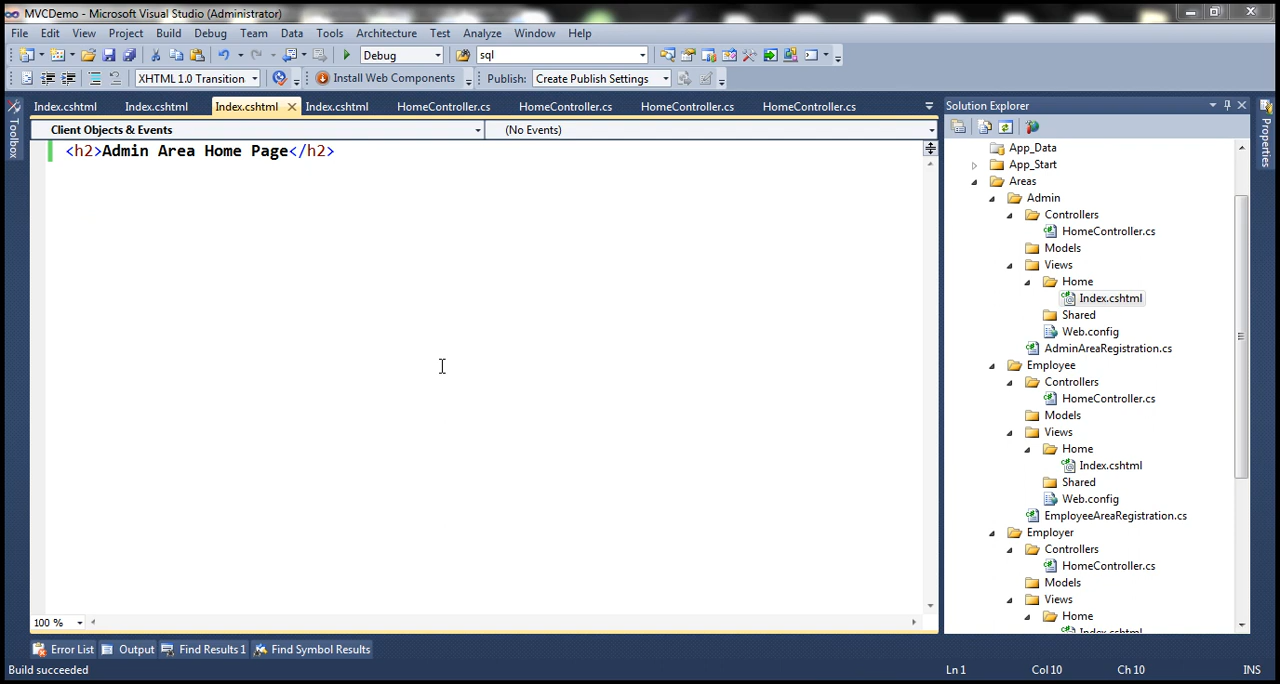 MVCDemo - Microsoft Visual Studio (Administrator)
File Edit View Project Build Debug Team Data Tools Architecture Test Analyze Window Help
Debug sql
XHTML 1.0 Transition Install Web Components Publish: Create Publish Settings
Index.cshtml Index.cshtml Index.cshtml Index.cshtml HomeController.cs HomeController.cs HomeController.cs HomeController.cs
Client Objects & Events (No Events)
<h2>Admin Area Home Page</h2>
Toolbox
Solution Explorer
App_Data
App_Start
Areas
Admin
Controllers
HomeController.cs
Models
Views
Home
Index.cshtml
Shared
Web.config
AdminAreaRegistration.cs
Employee
Controllers
HomeController.cs
Models
Views
Home
Index.cshtml
Shared
Web.config
EmployeeAreaRegistration.cs
Employer
Controllers
HomeController.cs
Models
Views
Home
Index.cshtml
Properties
100 %
Error List Output Find Results 1 Find Symbol Results
Build succeeded Ln 1 Col 10 Ch 10 INS